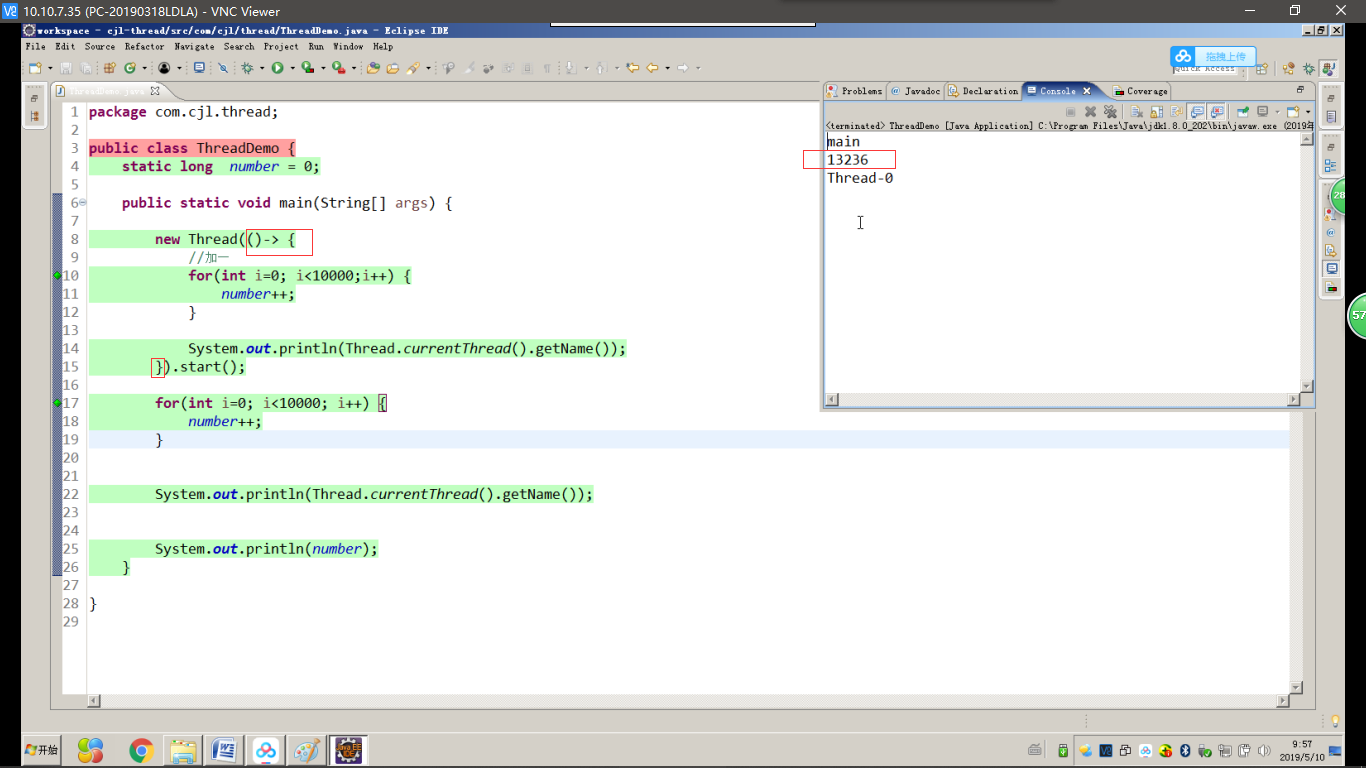 10.10.7.35 (PC-20190318LDLA) - VNC Viewer
workspace - cjl-thread/src/com/cjl/thread/ThreadDemo.java - Eclipse IDE
File Edit Source Refactor Navigate Search Project Run Window Help
拖拽上传
Quick Access
ThreadDemo.java
Problems Javadoc Declaration Console Coverage
<terminated> ThreadDemo [Java Application] C:\Program Files\Java\jdk1.8.0_202\bin\javaw.exe (2019年
main
13236
Thread-0
28
57
1 package com.cjl.thread;
2
3 public class ThreadDemo {
4 static long number = 0;
5
6 public static void main(String[] args) {
7
8 new Thread(()-> {
9 //加一
10 for(int i=0; i<10000;i++) {
11 number++;
12 }
13
14 System.out.println(Thread.currentThread().getName());
15 }).start();
16
17 for(int i=0; i<10000; i++) {
18 number++;
19 }
20
21
22 System.out.println(Thread.currentThread().getName());
23
24
25 System.out.println(number);
26 }
27
28 }
29
开始
9:57
2019/5/10